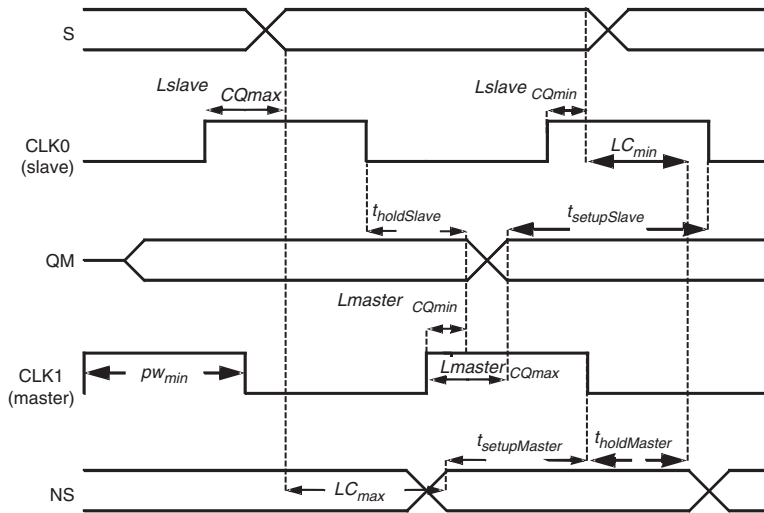 S
Lslave CQmax
Lslave CQmin
CLK0
(slave)
LCmin
tholdSlave
tsetupSlave
QM
Lmaster CQmin
CLK1
(master)
pwmin
Lmaster CQmax
tsetupMaster
tholdMaster
NS
LCmax